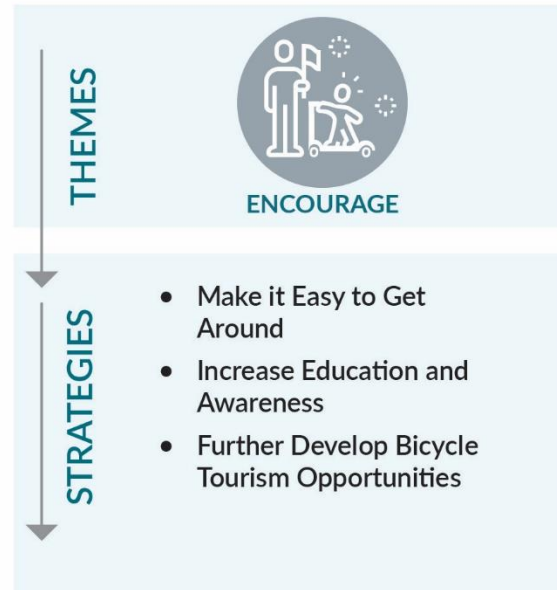 THEMES
ENCOURAGE
STRATEGIES
• Make it Easy to Get
Around
• Increase Education and
Awareness
• Further Develop Bicycle
Tourism Opportunities